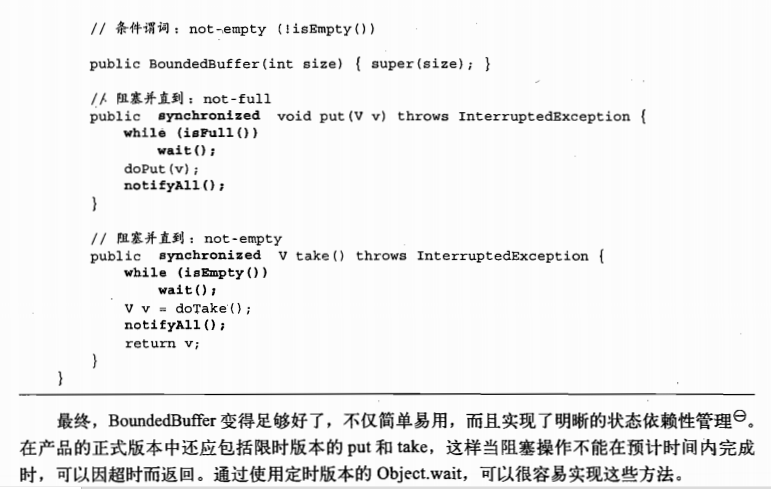 // 条件谓词：not-empty (!isEmpty())
public BoundedBuffer(int size) { super(size); }
// 阻塞并直到：not-full
public synchronized void put(V v) throws InterruptedException {
while (isFull())
wait();
doPut(v);
notifyAll();
}
// 阻塞并直到：not-empty
public synchronized V take() throws InterruptedException {
while (isEmpty())
wait();
V v = doTake();
notifyAll();
return v;
}
}
最终，BoundedBuffer 变得足够好了，不仅简单易用，而且实现了明晰的状态依赖性管理⊖。
在产品的正式版本中还应包括限时版本的 put 和 take，这样当阻塞操作不能在预计时间内完成
时，可以因超时而返回。通过使用定时版本的 Object.wait，可以很容易实现这些方法。